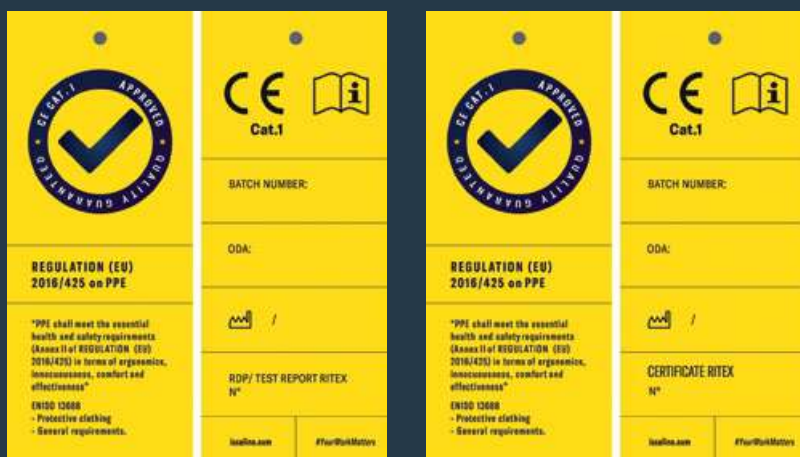 CE CAT. I APPROVED
QUALITY GUARANTEED
REGULATION (EU)
2016/425 on PPE
"PPE shall meet the essential
health and safety requirements
(Annex II of REGULATION (EU)
2016/425) in terms of ergonomics,
innocuousness, comfort and
effectiveness"
ENISO 13688
- Protective clothing
- General requirements.
CE
Cat.1
BATCH NUMBER:
ODA:
/
RDP/ TEST REPORT RITEX
N°
#YourWorkMatters
CE CAT. I APPROVED
QUALITY GUARANTEED
REGULATION (EU)
2016/425 on PPE
"PPE shall meet the essential
health and safety requirements
(Annex II of REGULATION (EU)
2016/425) in terms of ergonomics,
innocuousness, comfort and
effectiveness"
ENISO 13688
- Protective clothing
- General requirements.
CE
Cat.1
BATCH NUMBER:
ODA:
/
CERTIFICATE RITEX
N°
#YourWorkMatters